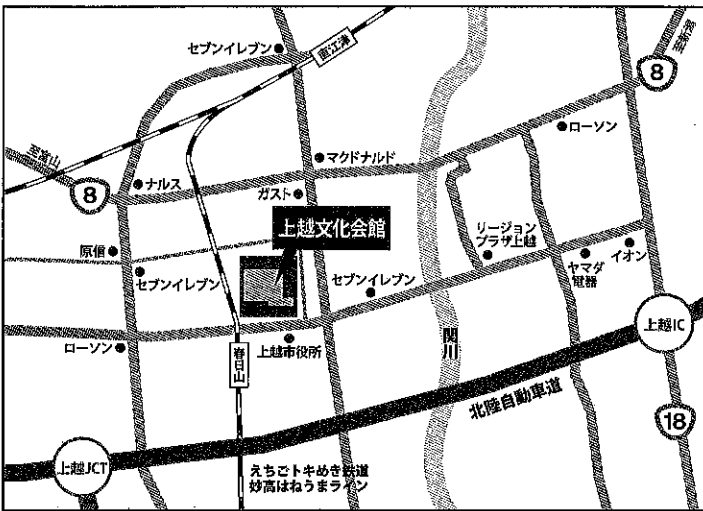 セブンイレブン
直江津
至新潟
8
ローソン
マクドナルド
至富山
8
ナルス
ガスト
上越文化会館
リージョン
プラザ上越
原信
セブンイレブン
セブンイレブン
ヤマダ
電器
イオン
上越IC
関川
ローソン
春日山
上越市役所
北陸自動車道
18
上越JCT
えちごトキめき鉄道
妙高はねうまライン